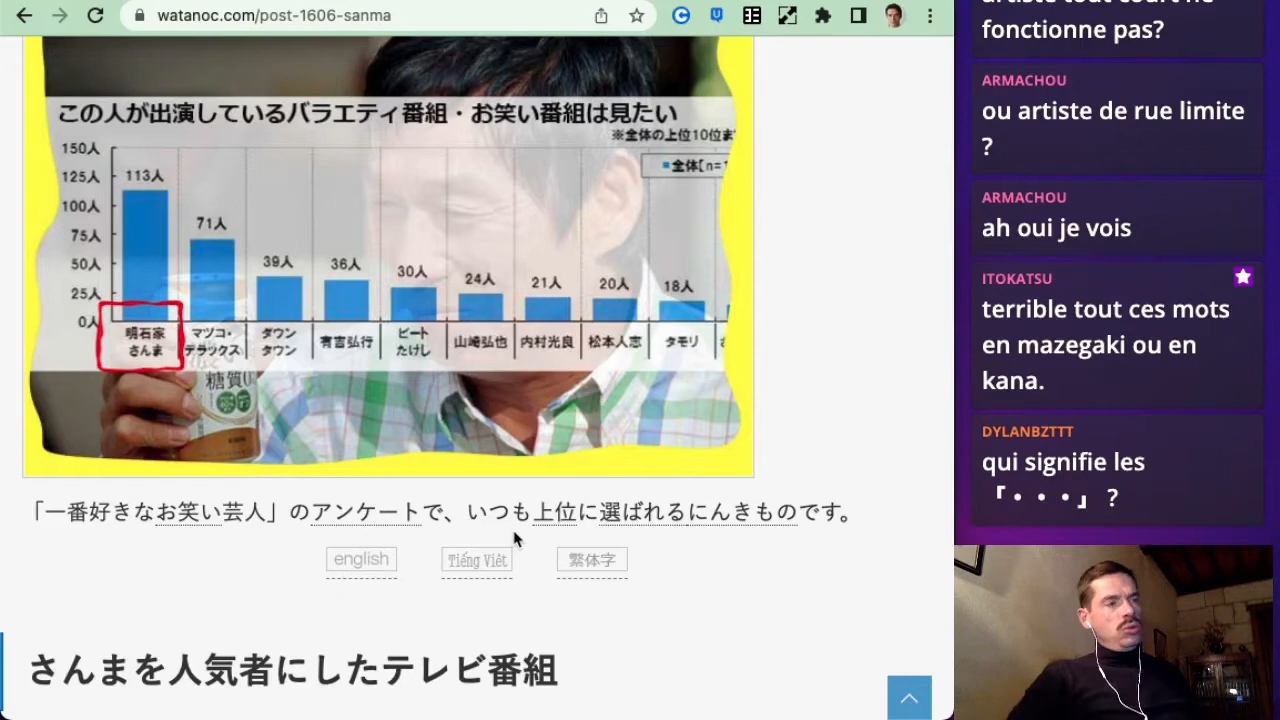 watanoc.com/post-1606-sanma
この人が出演しているバラエティ番組・お笑い番組は見たい
※全体の上位10位ま
全体[n=
150人
125人
100人
75人
50人
25人
0人
113人
71人
39人
36人
30人
24人
21人
20人
18人
明石家
さんま
マツコ・
デラックス
ダウン
タウン
有吉弘行
ビート
たけし
山崎弘也
内村光良
松本人志
タモリ
糖質0
「一番好きなお笑い芸人」のアンケートで、いつも上位に選ばれるにんきものです。
english
Tiếng Việt
繁体字
さんまを人気者にしたテレビ番組
fonctionne pas?
ARMACHOU
ou artiste de rue limite
?
ARMACHOU
ah oui je vois
ITOKATSU
terrible tout ces mots
en mazegaki ou en
kana.
DYLANBZTTT
qui signifie les
『・・・』 ?